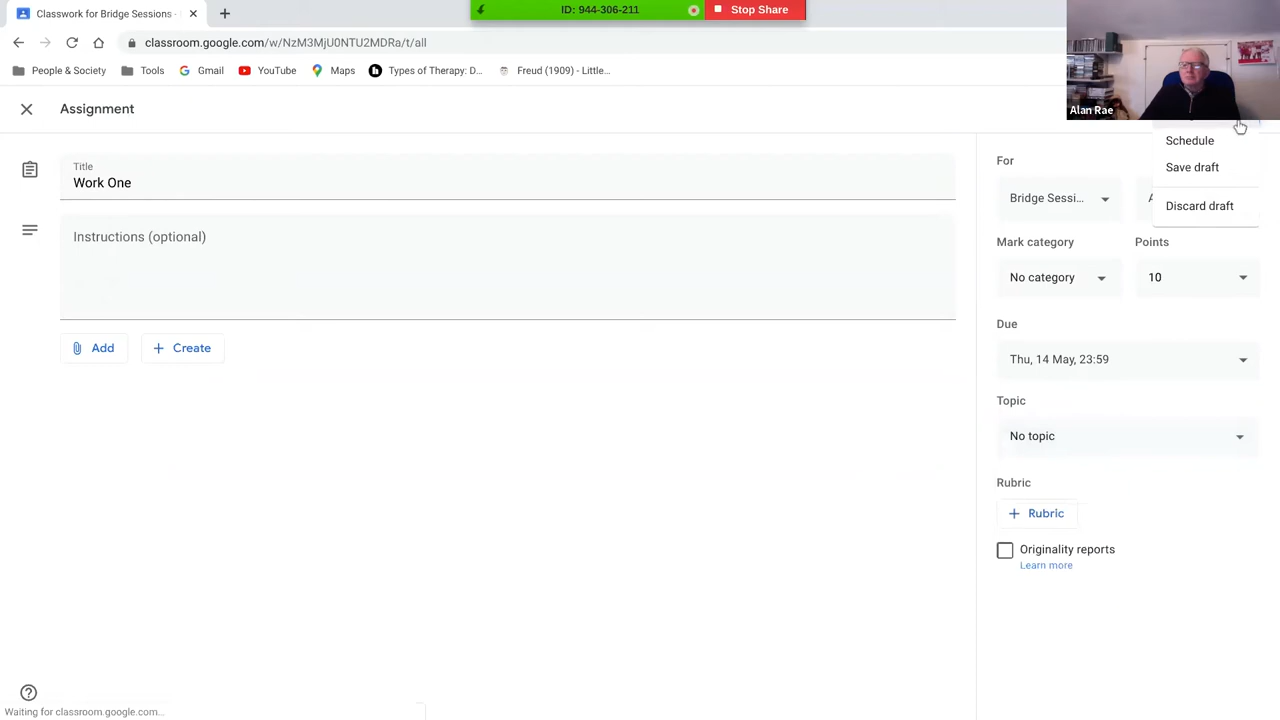 Classwork for Bridge Sessions -
ID: 944-306-211
Stop Share
classroom.google.com/w/NzM3MjU0NTU2MDRa/t/all
People & Society
Tools
Gmail
YouTube
Maps
Types of Therapy: D...
Freud (1909) - Little...
Alan Rae
Assignment
Schedule
Save draft
Discard draft
Title
Work One
Instructions (optional)
Add
Create
For
Bridge Sessi...
A
Mark category
Points
No category
10
Due
Thu, 14 May, 23:59
Topic
No topic
Rubric
Rubric
Originality reports
Learn more
Waiting for classroom.google.com...